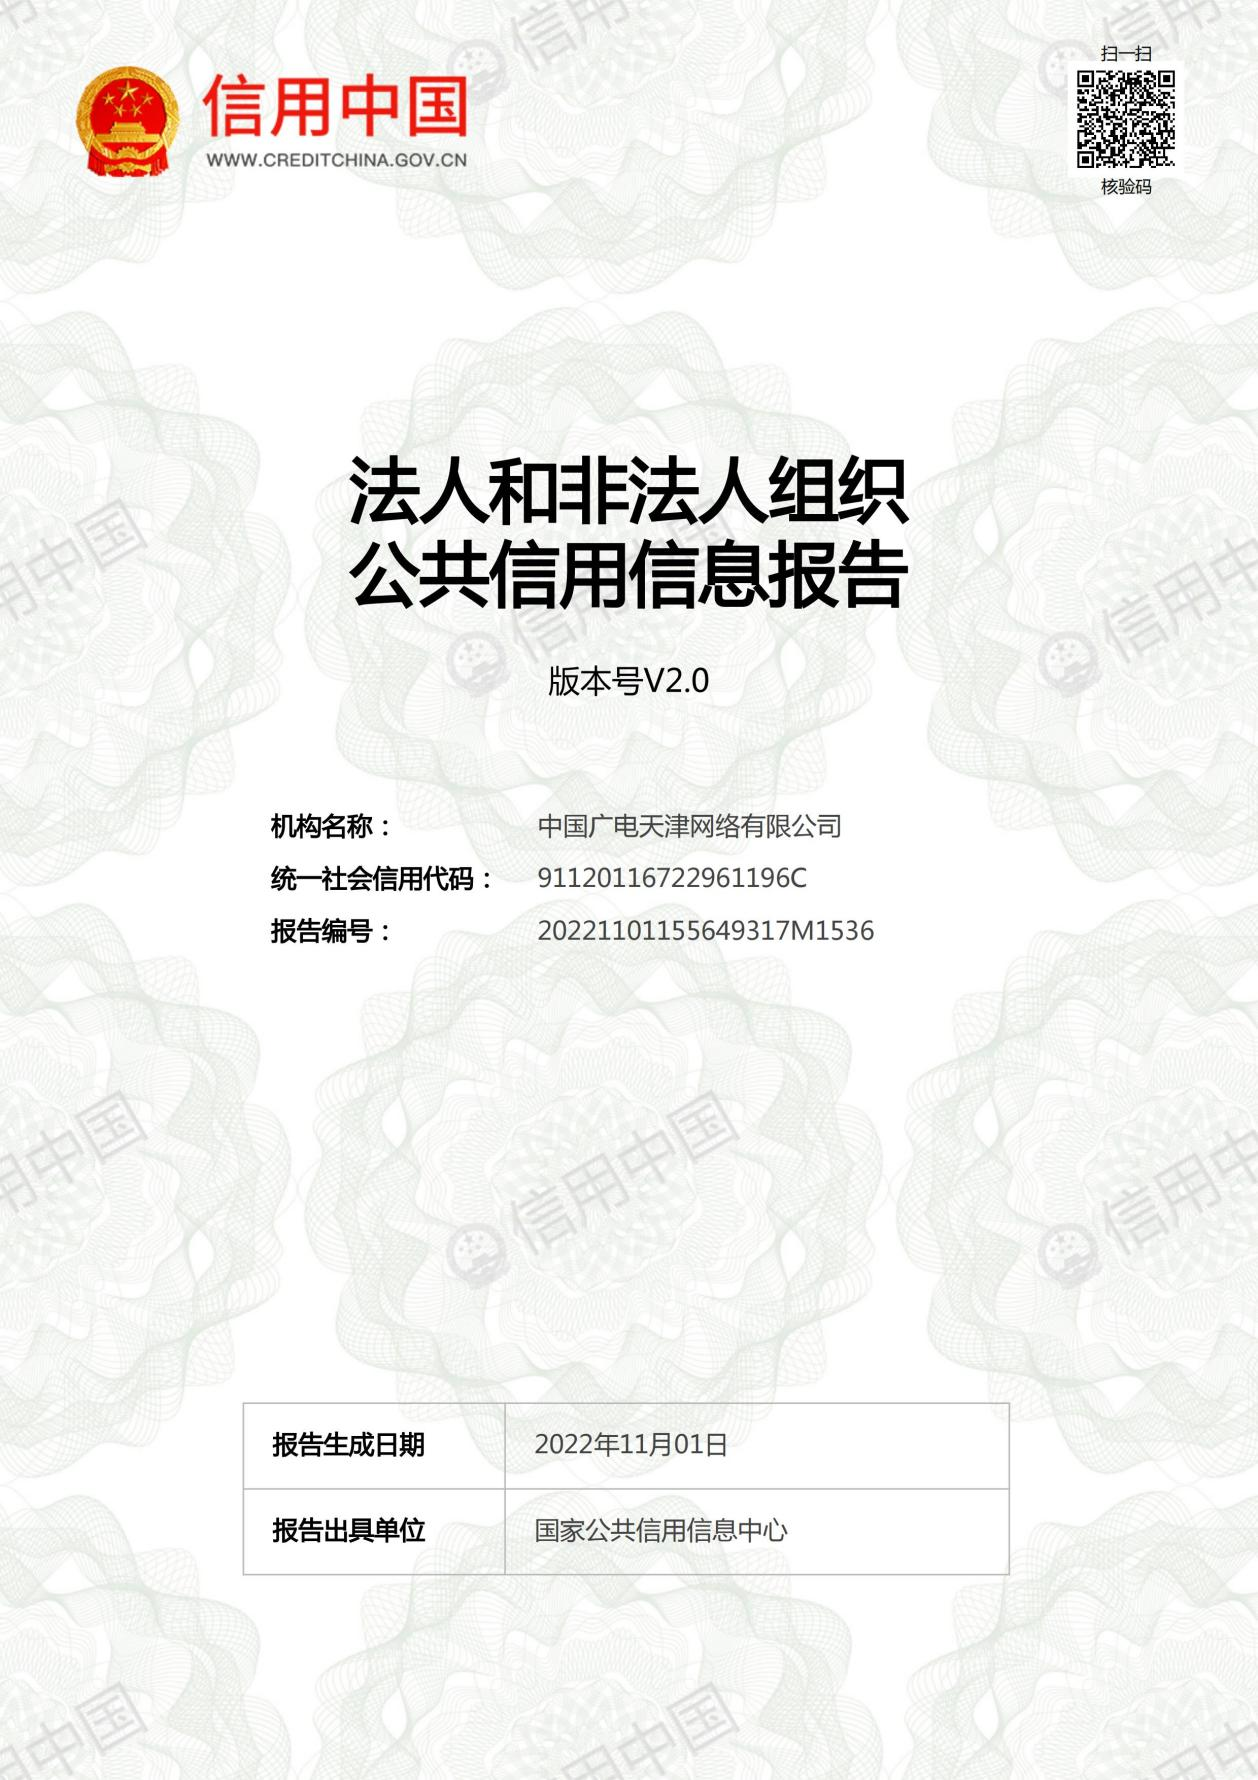 扫一扫
信用中国
WWW.CREDITCHINA.GOV.CN
核验码
法人和非法人组织
公共信用信息报告
版本号V2.0
机构名称：中国广电天津网络有限公司
统一社会信用代码：91120116722961196C
报告编号：20221101155649317M1536
报告生成日期 2022年11月01日
报告出具单位 国家公共信用信息中心